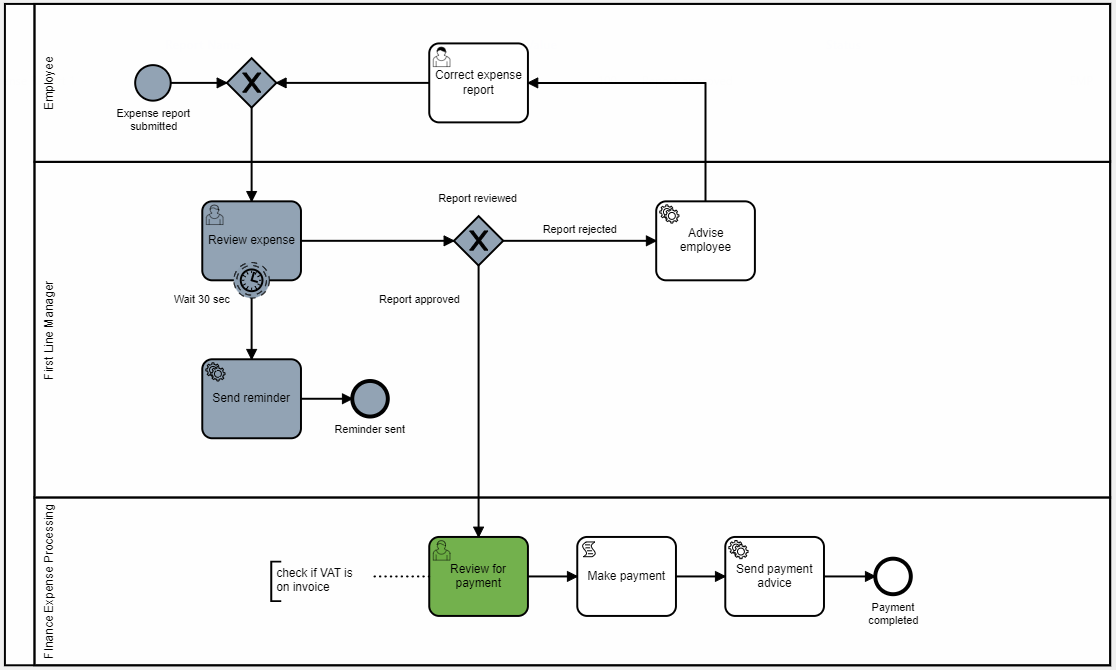 Employee
Expense report
submitted
X
Correct expense
report
First Line Manager
Review expense
Wait 30 sec
Report reviewed
X
Report rejected
Advise
employee
Report approved
Send reminder
Reminder sent
FInance Expense Processing
check if VAT is
on invoice
Review for
payment
Make payment
Send payment
advice
Payment
completed